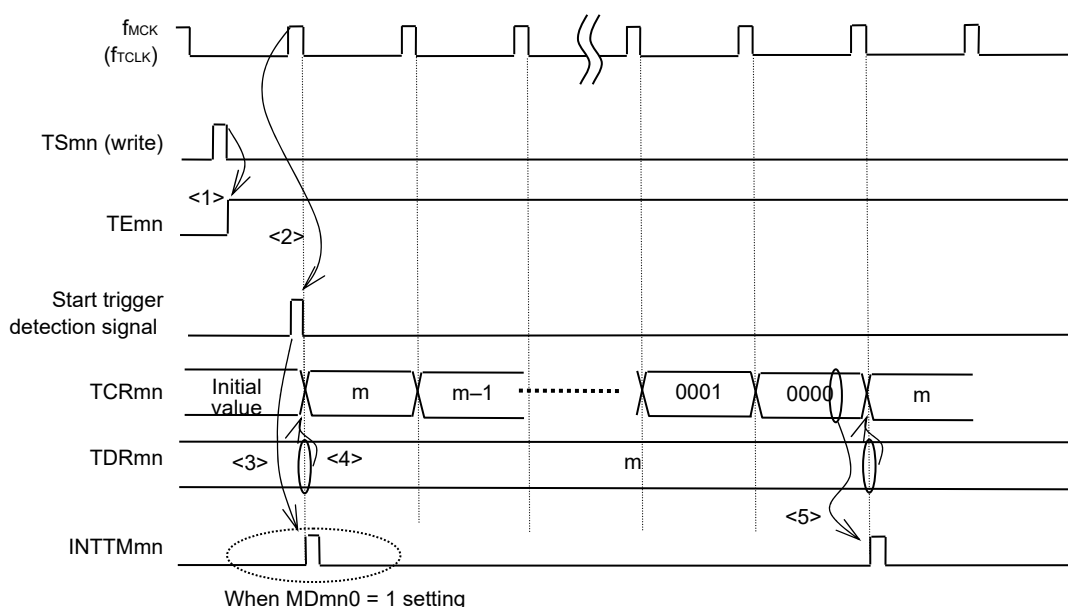 fMCK
(fTCLK)
TSmn (write)
<1>
TEmn
<2>
Start trigger
detection signal
TCRmn
Initial
value
m
m–1
0001
0000
m
TDRmn
<3>
<4>
m
<5>
INTTMmn
When MDmn0 = 1 setting